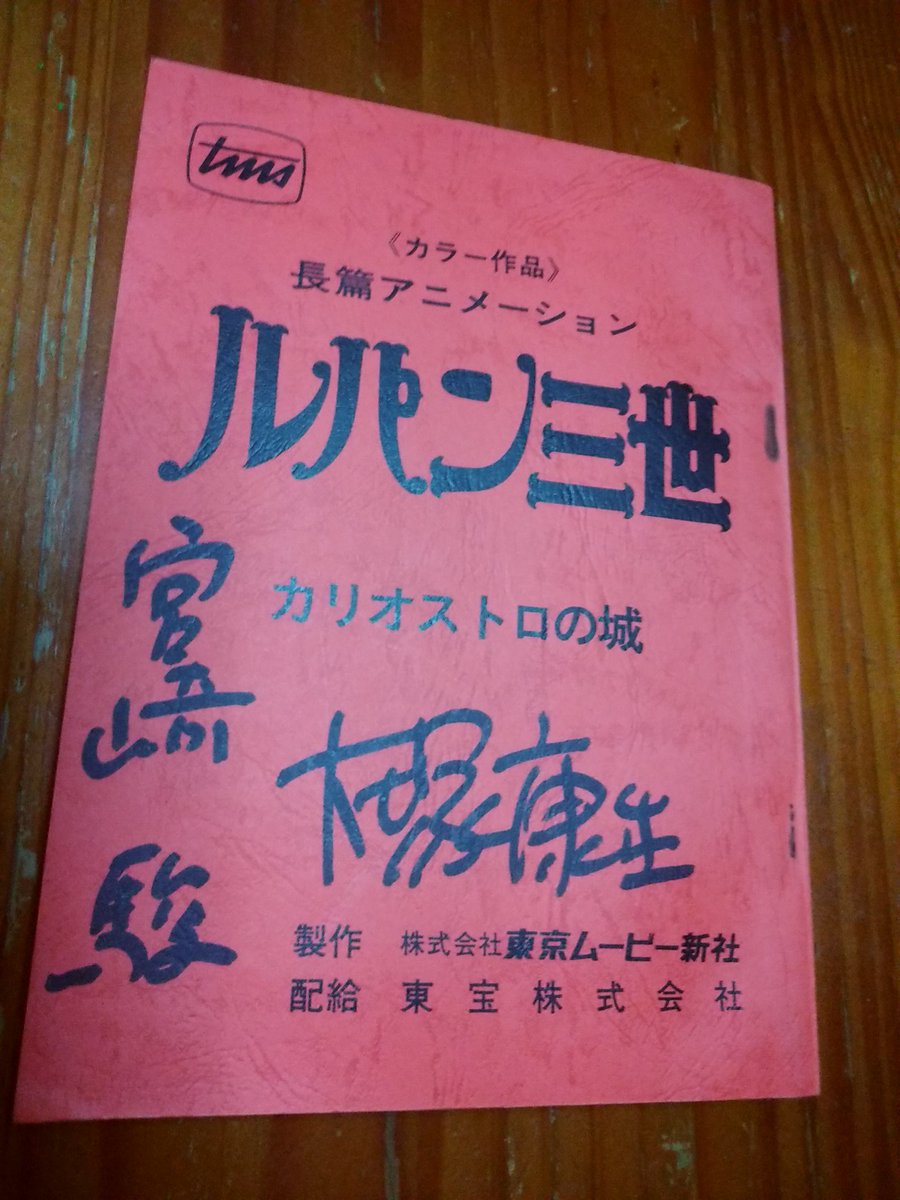 tms
《カラー作品》
長篇アニメーション
ルパン三世
カリオストロの城
宮崎駿
大塚康生
製作 株式会社東京ムービー新社
配給 東宝株式会社